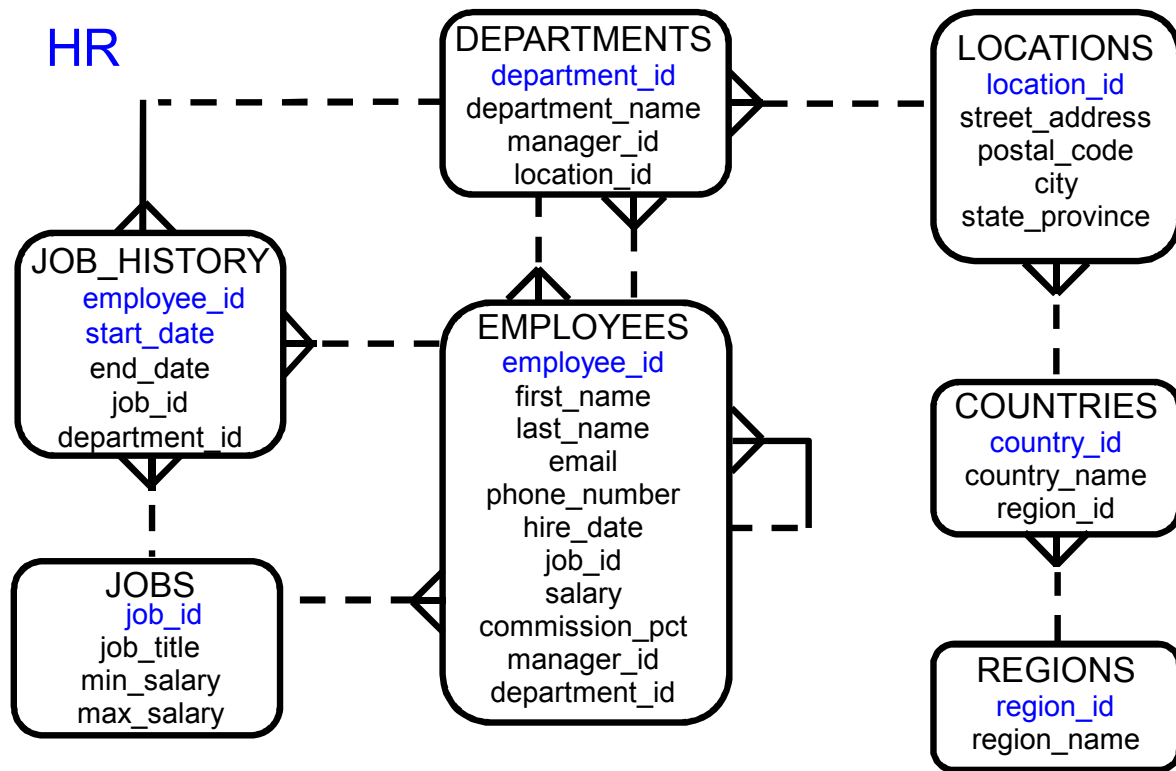 HR
DEPARTMENTS
department_id
department_name
manager_id
location_id
LOCATIONS
location_id
street_address
postal_code
city
state_province
JOB_HISTORY
employee_id
start_date
end_date
job_id
department_id
EMPLOYEES
employee_id
first_name
last_name
email
phone_number
hire_date
job_id
salary
commission_pct
manager_id
department_id
COUNTRIES
country_id
country_name
region_id
JOBS
job_id
job_title
min_salary
max_salary
REGIONS
region_id
region_name